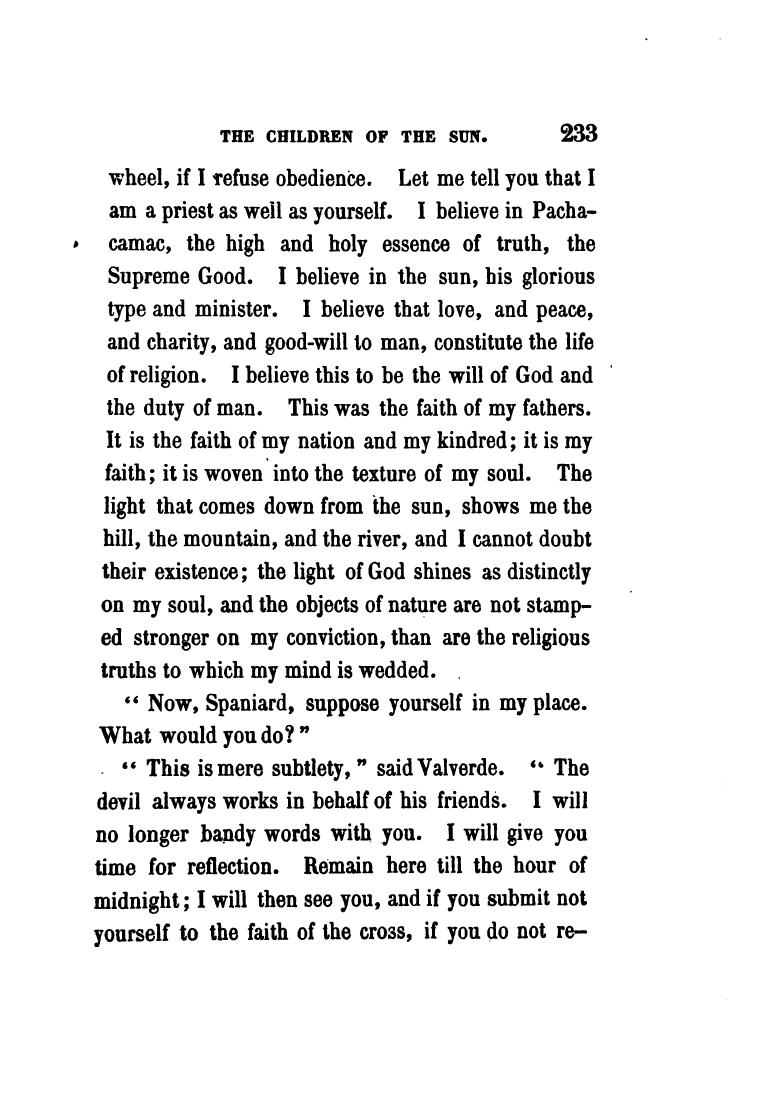 THE CHILDREN OF THE SUN. 233
wheel, if I refuse obedience. Let me tell you that I
am a priest as well as yourself. I believe in Pacha-
camac, the high and holy essence of truth, the
Supreme Good. I believe in the sun, his glorious
type and minister. I believe that love, and peace,
and charity, and good-will to man, constitute the life
of religion. I believe this to be the will of God and
the duty of man. This was the faith of my fathers.
It is the faith of my nation and my kindred; it is my
faith; it is woven into the texture of my soul. The
light that comes down from the sun, shows me the
hill, the mountain, and the river, and I cannot doubt
their existence; the light of God shines as distinctly
on my soul, and the objects of nature are not stamp-
ed stronger on my conviction, than are the religious
truths to which my mind is wedded.
“ Now, Spaniard, suppose yourself in my place.
What would you do? ”
“ This is mere subtlety, ” said Valverde. “ The
devil always works in behalf of his friends. I will
no longer bandy words with you. I will give you
time for reflection. Remain here till the hour of
midnight; I will then see you, and if you submit not
yourself to the faith of the cross, if you do not re-